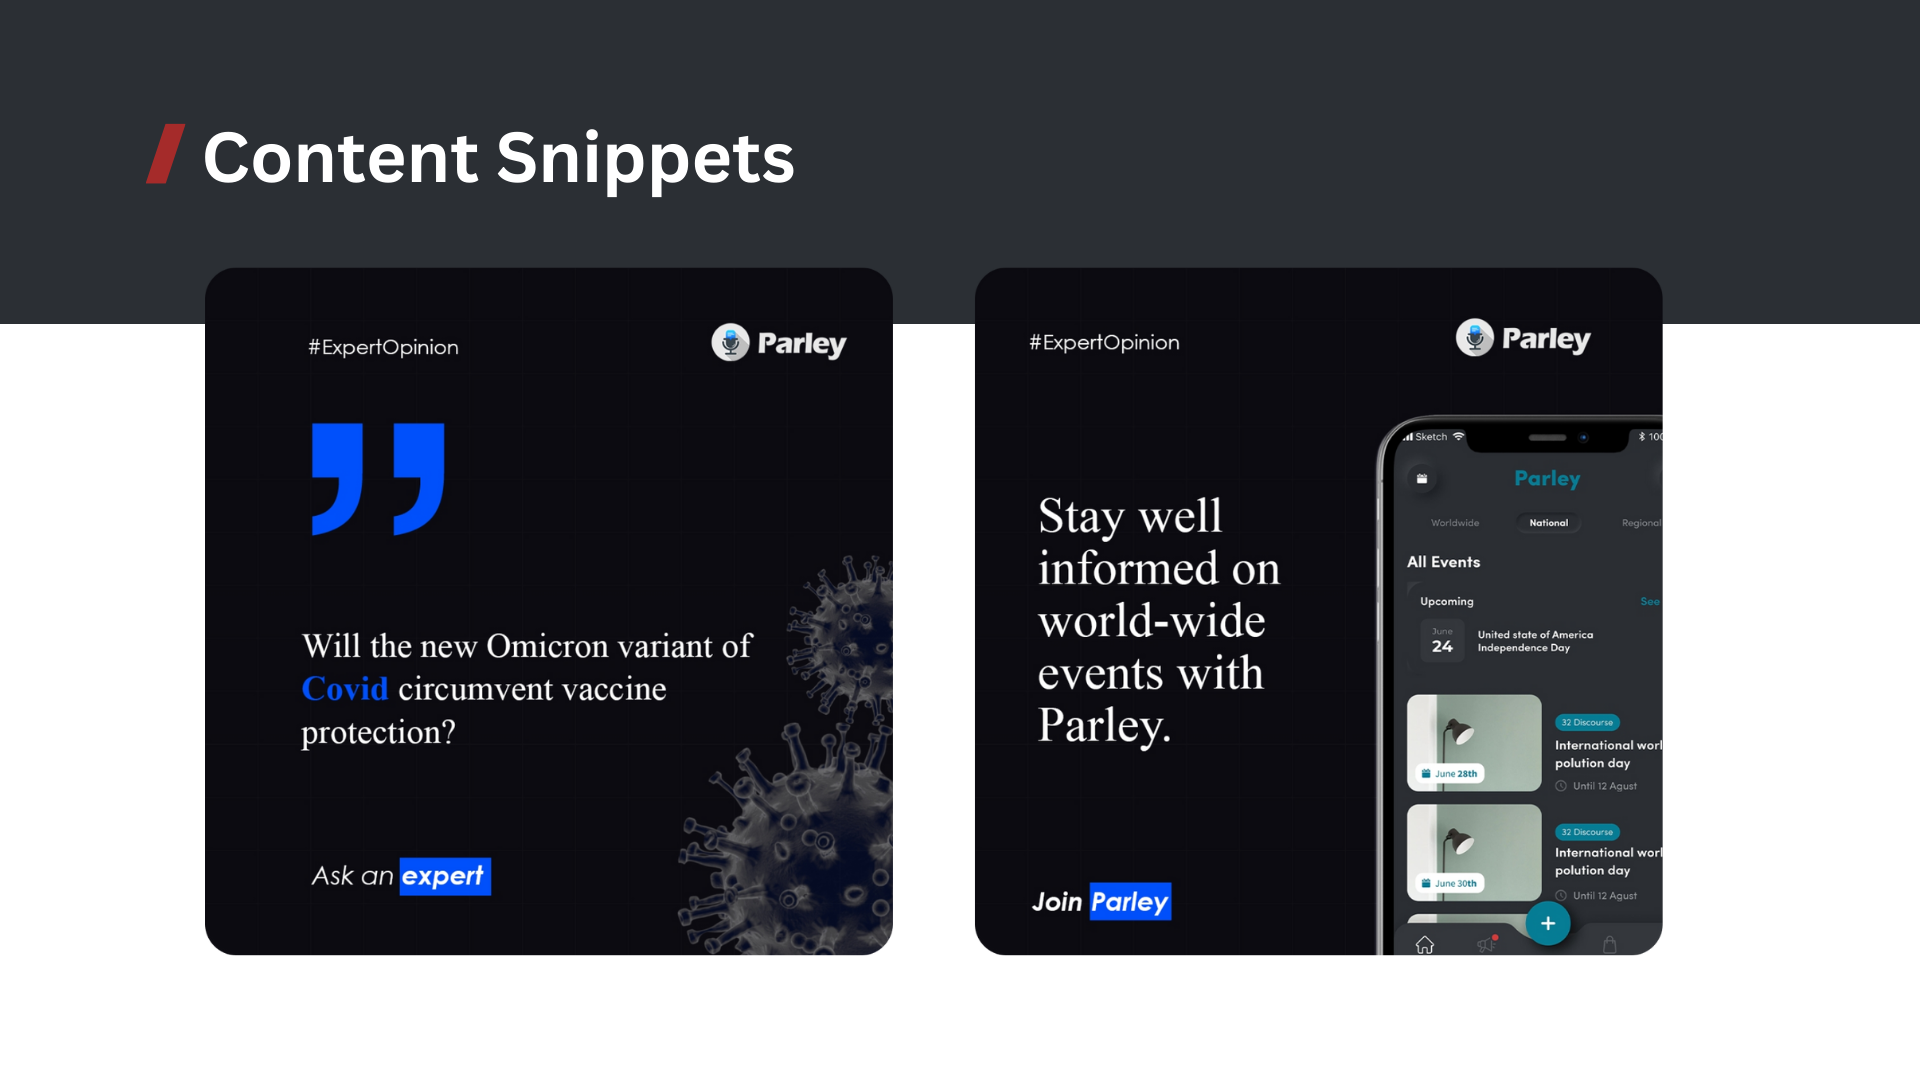 Content Snippets
#ExpertOpinion
Parley
Will the new Omicron variant of
Covid circumvent vaccine
protection?
Ask an expert
#ExpertOpinion
Parley
Stay well
informed on
world-wide
events with
Parley.
Join Parley
Sketch 100
Parley
Worldwide National Regional
All Events
Upcoming See
June
24
United state of America
Independence Day
32 Discourse
International worl
polution day
June 28th
Until 12 Agust
32 Discourse
International worl
polution day
June 30th
Until 12 Agust